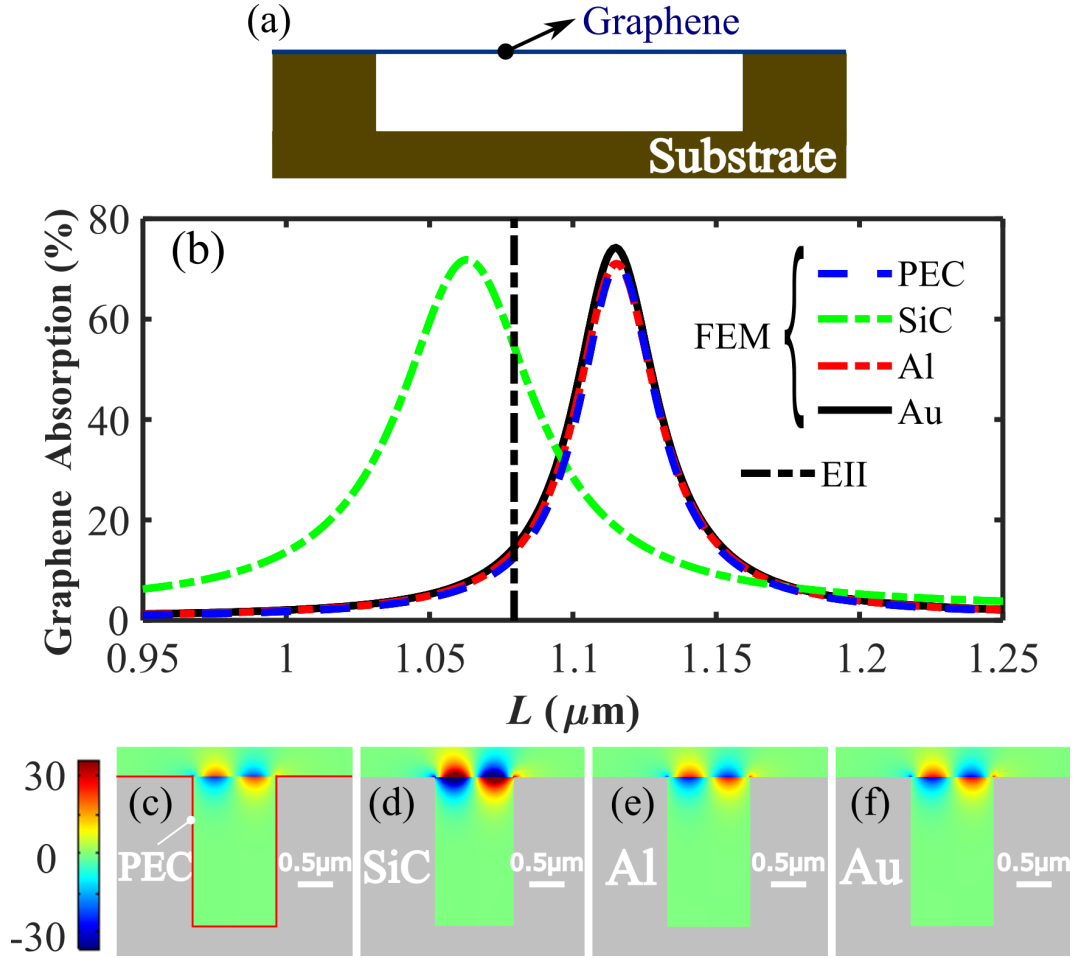 (a)
Graphene
Substrate
Graphene Absorption (%)
80
60
40
20
0
(b)
FEM
PEC
SiC
Al
Au
EII
0.95
1
1.05
1.1
1.15
1.2
1.25
L (μm)
30
0
-30
(c)
PEC
0.5μm
(d)
SiC
0.5μm
(e)
Al
0.5μm
(f)
Au
0.5μm